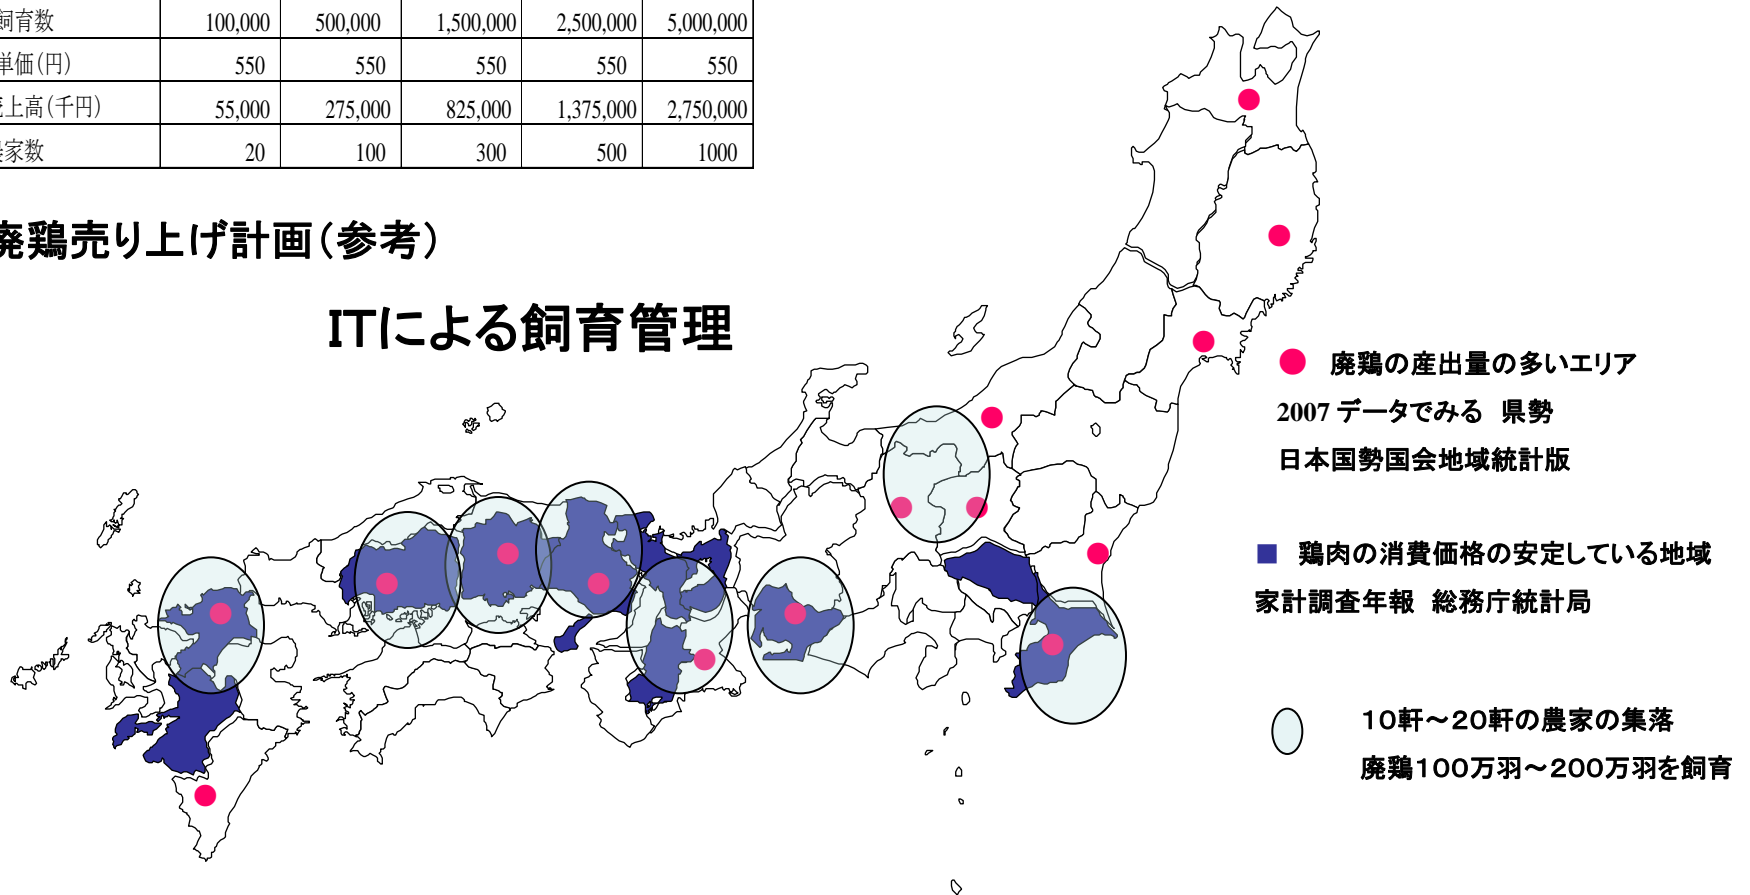 飼育数 100,000 500,000 1,500,000 2,500,000 5,000,000
単価(円) 550 550 550 550 550
売上高(千円) 55,000 275,000 825,000 1,375,000 2,750,000
農家数 20 100 300 500 1000
廃鶏売り上げ計画(参考)
ITによる飼育管理
廃鶏の産出量の多いエリア
2007 データでみる 県勢
日本国勢国会地域統計版
鶏肉の消費価格の安定している地域
家計調査年報 総務庁統計局
10軒～20軒の農家の集落
廃鶏100万羽～200万羽を飼育